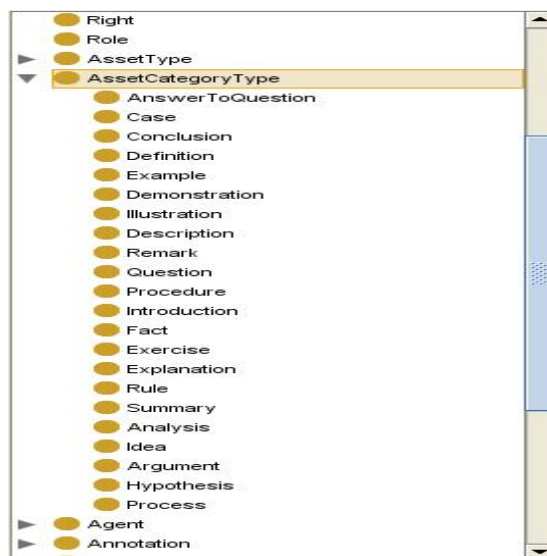 Right
Role
AssetType
AssetCategoryType
AnswerToQuestion
Case
Conclusion
Definition
Example
Demonstration
Illustration
Description
Remark
Question
Procedure
Introduction
Fact
Exercise
Explanation
Rule
Summary
Analysis
Idea
Argument
Hypothesis
Process
Agent
Annotation